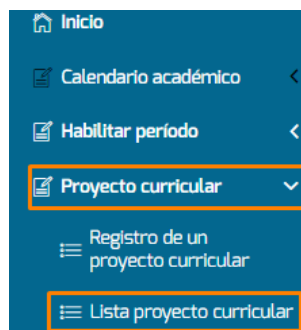 Inicio
Calendario académico
Habilitar período
Proyecto curricular
Registro de un
proyecto curricular
Lista proyecto curricular